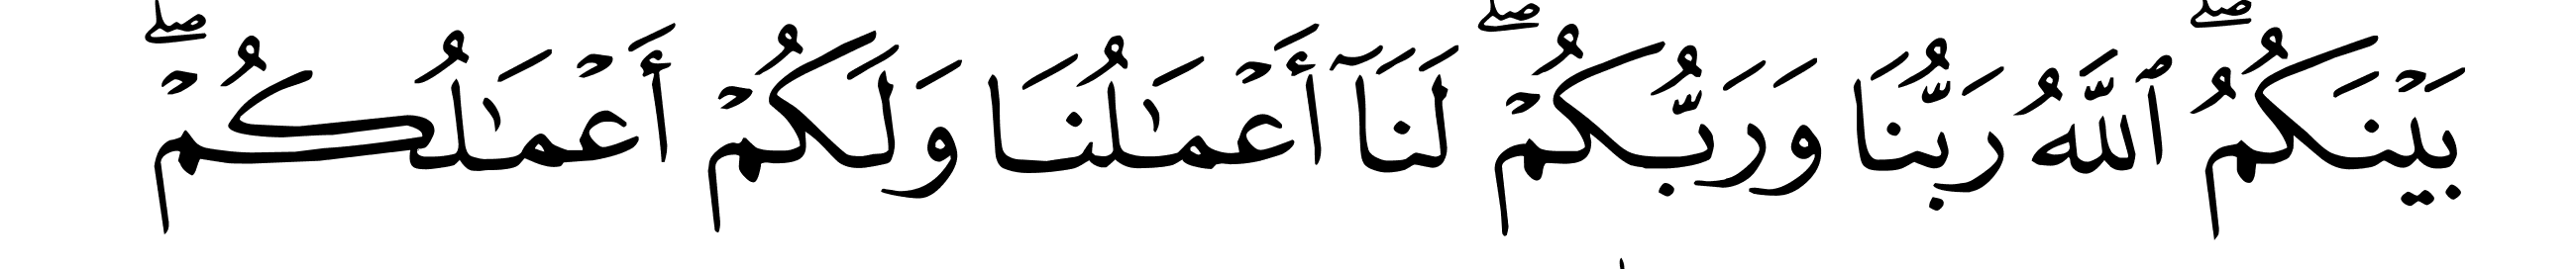 بَيْنَكُمُۖ ٱللَّهُ رَبُّنَا وَرَبُّكُمْۖ لَنَآ أَعْمَـٰلُنَا وَلَكُمْ أَعْمَـٰلُكُمْۖ